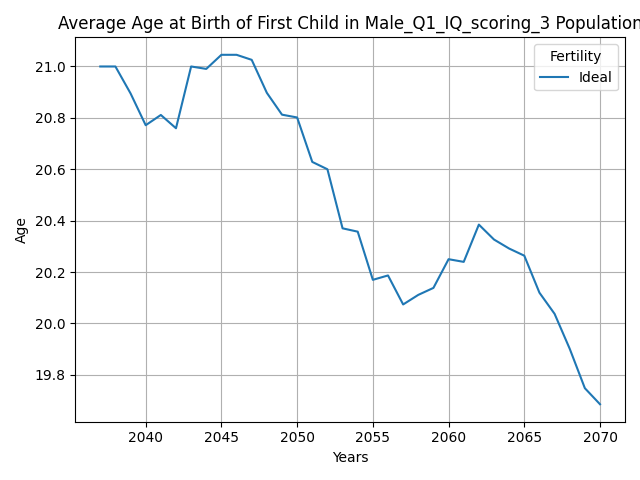 Average Age at Birth of First Child in Male_Q1_IQ_scoring_3 Population
Fertility
Ideal
21.0
20.8
20.6
20.4
20.2
20.0
19.8
Age
2040 2045 2050 2055 2060 2065 2070
Years